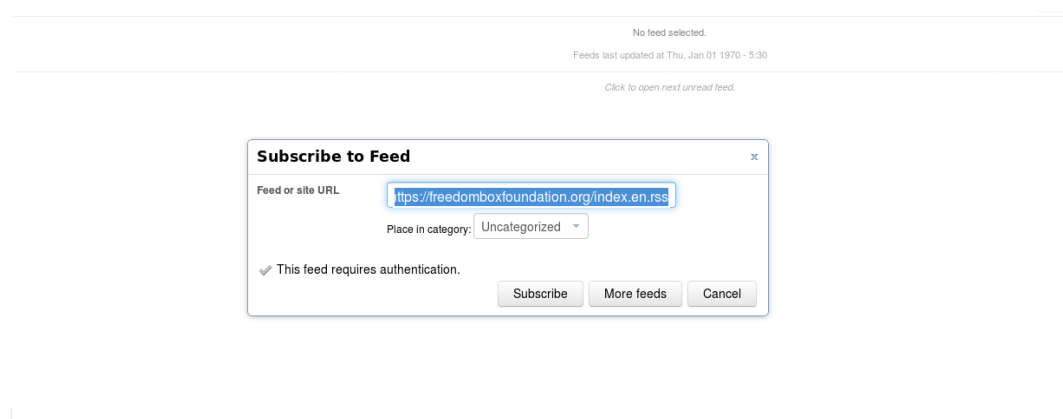 No feed selected.
Feeds last updated at Thu, Jan 01 1970 - 5:30
Click to open next unread feed.
Subscribe to Feed x
Feed or site URL ttps://freedomboxfoundation.org/index.en.rss
Place in category: Uncategorized
This feed requires authentication.
Subscribe More feeds Cancel